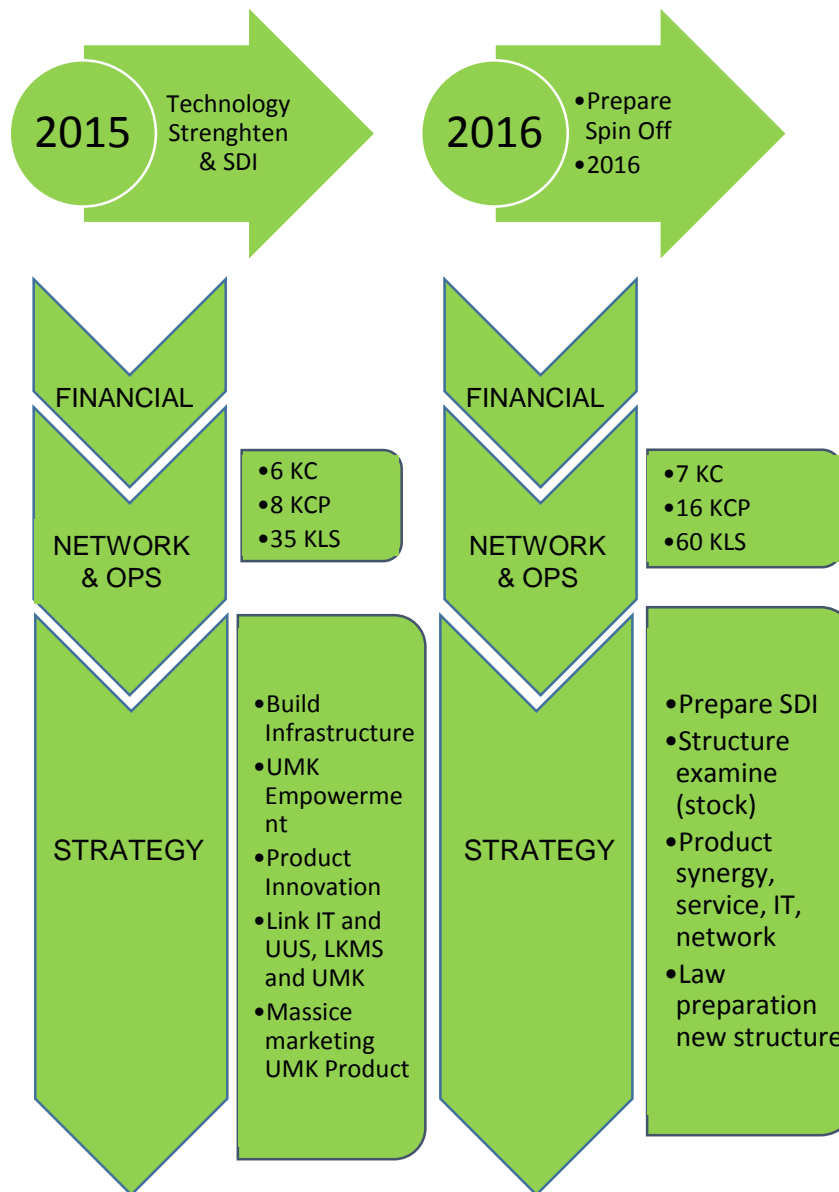 2015
Technology
Strenghten
& SDI
FINANCIAL
NETWORK
& OPS
•6 KC
•8 KCP
•35 KLS
STRATEGY
•Build
Infrastructure
•UMK
Empowerme
nt
•Product
Innovation
•Link IT and
UUS, LKMS
and UMK
•Massice
marketing
UMK Product
2016
•Prepare
Spin Off
•2016
FINANCIAL
NETWORK
& OPS
•7 KC
•16 KCP
•60 KLS
STRATEGY
•Prepare SDI
•Structure
examine
(stock)
•Product
synergy,
service, IT,
network
•Law
preparation
new structure